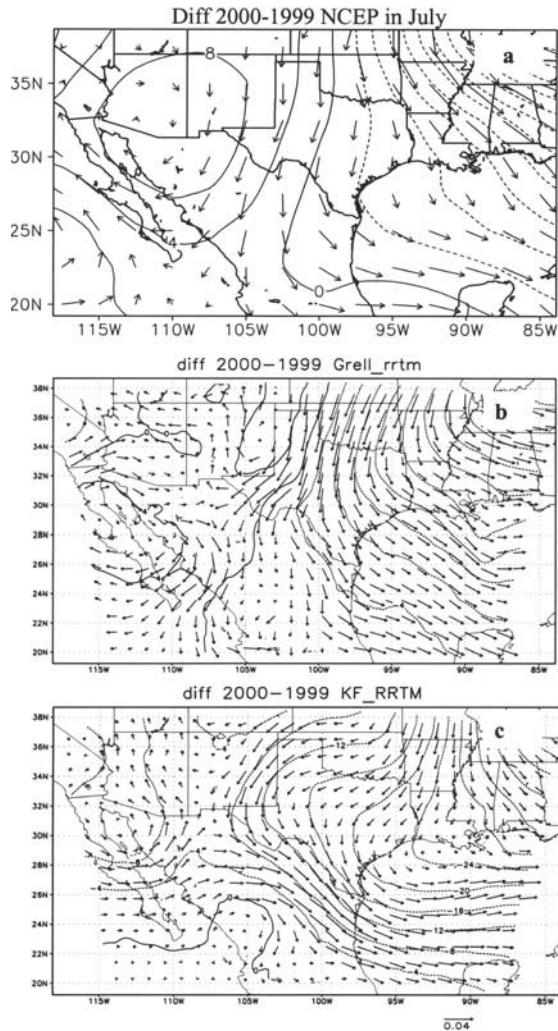 Diff 2000-1999 NCEP in July
a
8
35N
30N
25N
4
0
20N
115W 110W 105W 100W 95W 90W 85W
diff 2000-1999 Grell_rrtm
38N
b
36N
34N
32N
30N
28N
26N
24N
22N
20N
115W 110W 105W 100W 95W 90W 85W
diff 2000-1999 KF_RRTM
38N
c
36N
12
34N
32N
30N
28N
-24
-4
-20
26N
-16
0
24N
-12
22N
-8
-4
0
20N
115W 110W 105W 100W 95W 90W 85W
0.04